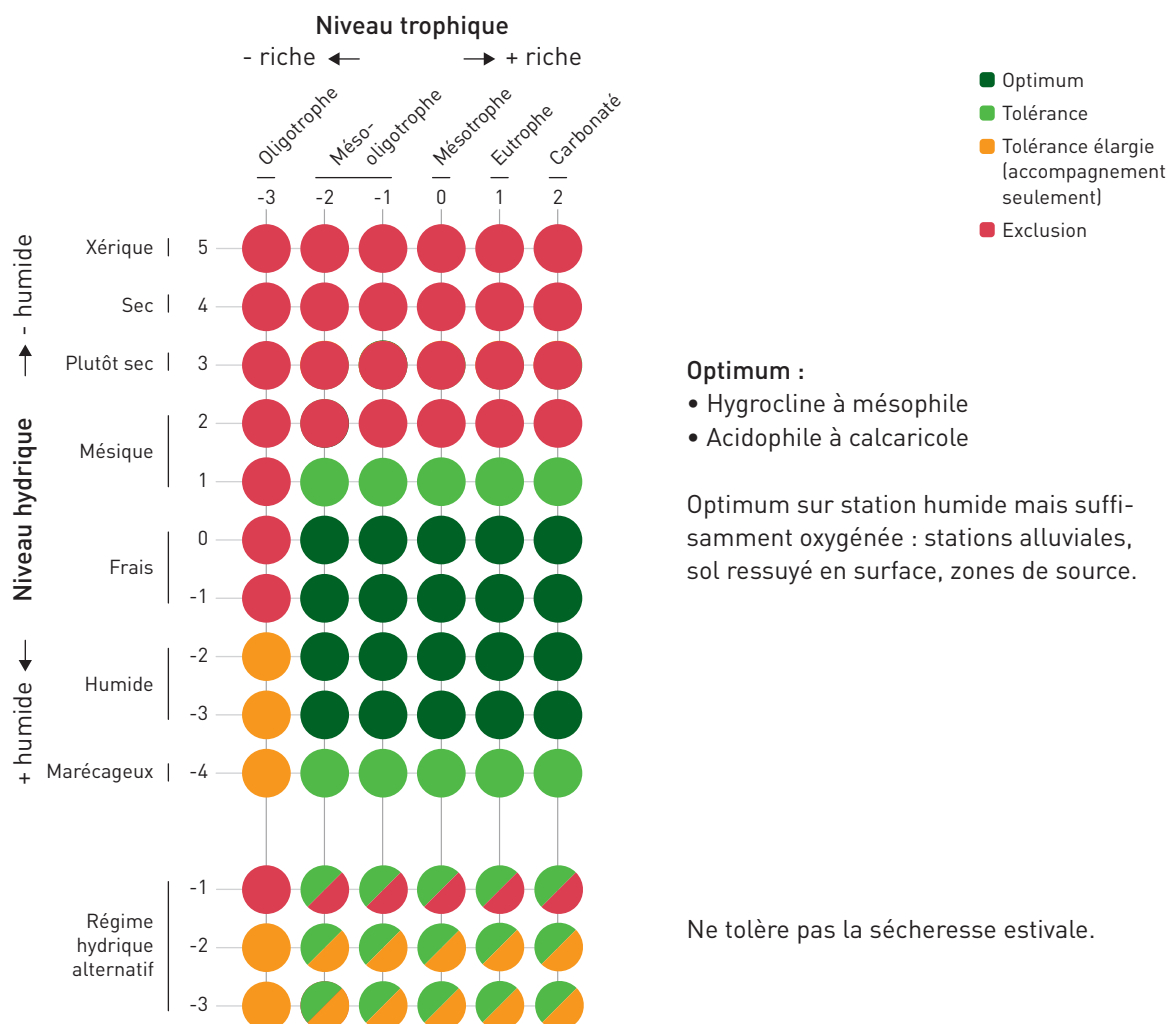 Niveau trophique
- riche ← → + riche
Oligotrophe
Méso-
oligotrophe
Mésotrophe
Eutrophe
Carbonaté
-3 -2 -1 0 1 2
Optimum
Tolérance
Tolérance élargie
(accompagnement
seulement)
Exclusion
Niveau hydrique
→ - humide
+ humide ←
Xérique 5
Sec 4
Plutôt sec 3
2
Mésique
1
0
Frais
-1
-2
Humide
-3
Marécageux -4
-1
Régime
hydrique
alternatif
-2
-3
Optimum :
• Hygrocline à mésophile
• Acidophile à calcaricole
Optimum sur station humide mais suffi-
samment oxygénée : stations alluviales,
sol ressuyé en surface, zones de source.
Ne tolère pas la sécheresse estivale.